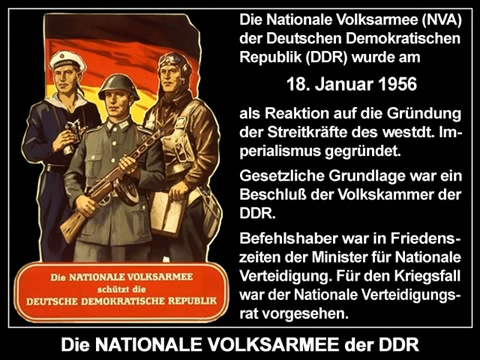 Die Nationale Volksarmee (NVA)
der Deutschen Demokratischen
Republik (DDR) wurde am
18. Januar 1956
als Reaktion auf die Gründung
der Streitkräfte des westdt. Im-
perialismus gegründet.
Gesetzliche Grundlage war ein
Beschluß der Volkskammer der
DDR.
Befehlshaber war in Friedens-
zeiten der Minister für Nationale
Verteidigung. Für den Kriegsfall
war der Nationale Verteidigungs-
rat vorgesehen.
Die NATIONALE VOLKSARMEE
schützt die
DEUTSCHE DEMOKRATISCHE REPUBLIK
Die NATIONALE VOLKSARMEE der DDR